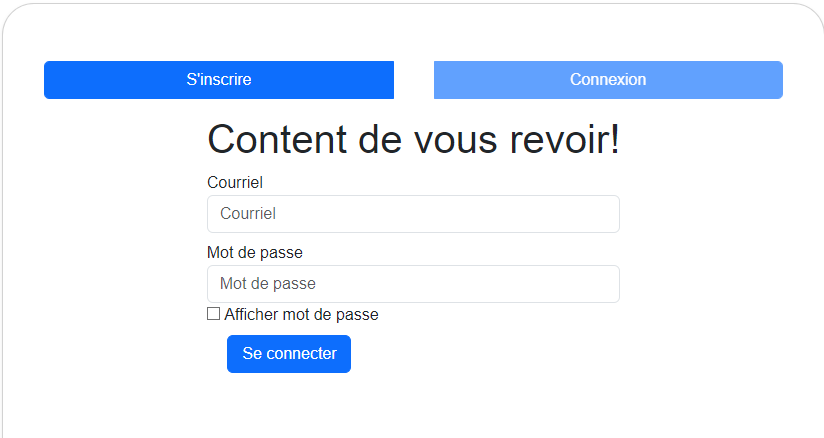 S'inscrire
Connexion
Content de vous revoir!
Courriel
Courriel
Mot de passe
Mot de passe
Afficher mot de passe
Se connecter